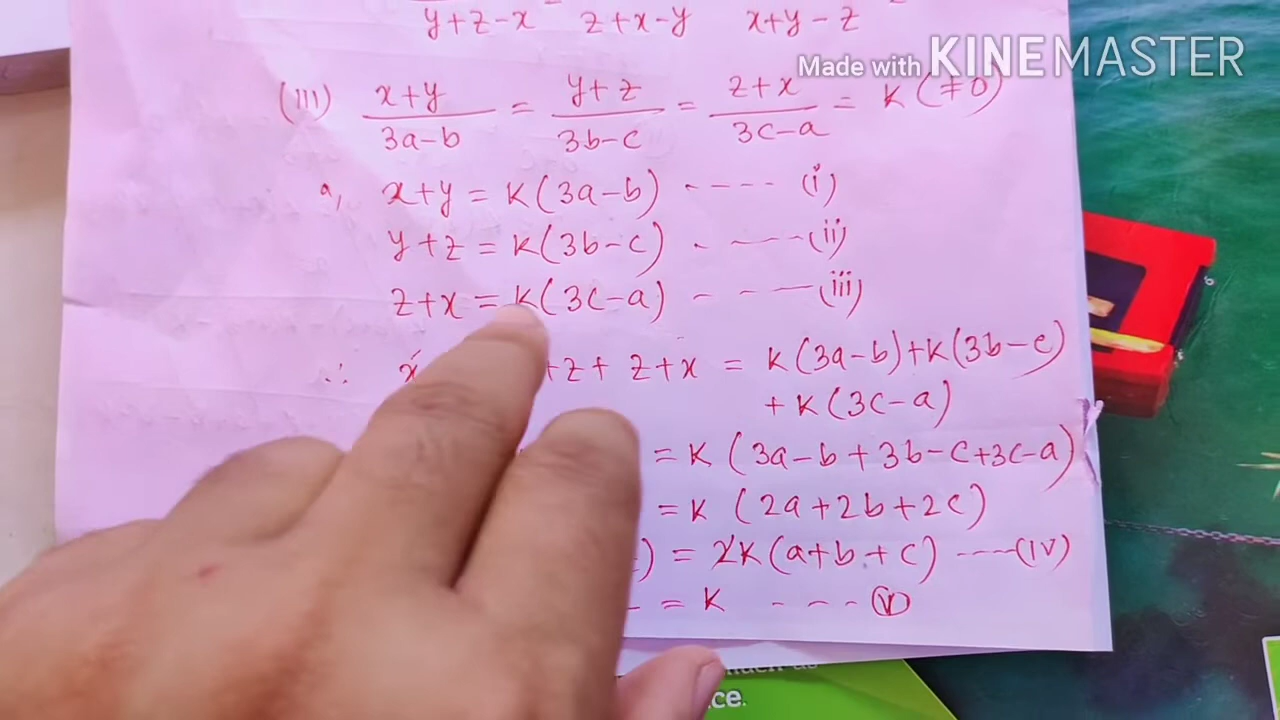 y+z-x z+x-y x+y-z
Made with KINEMASTER
(III) x+y/3a-b = y+z/3b-c = z+x/3c-a = K(≠0)
x+y = K(3a-b) ---- (i)
y+z = K(3b-c) - ---- (ii)
z+x = K(3c-a) - - -- (iii)
∴ x +z+ z+x = K(3a-b)+K(3b-c)
+ K(3c-a)
= K (3a-b+3b-c+3c-a)
= K (2a+2b+2c)
) = 2K(a+b+c) ----(IV)
= K - - - - (V)
ce.